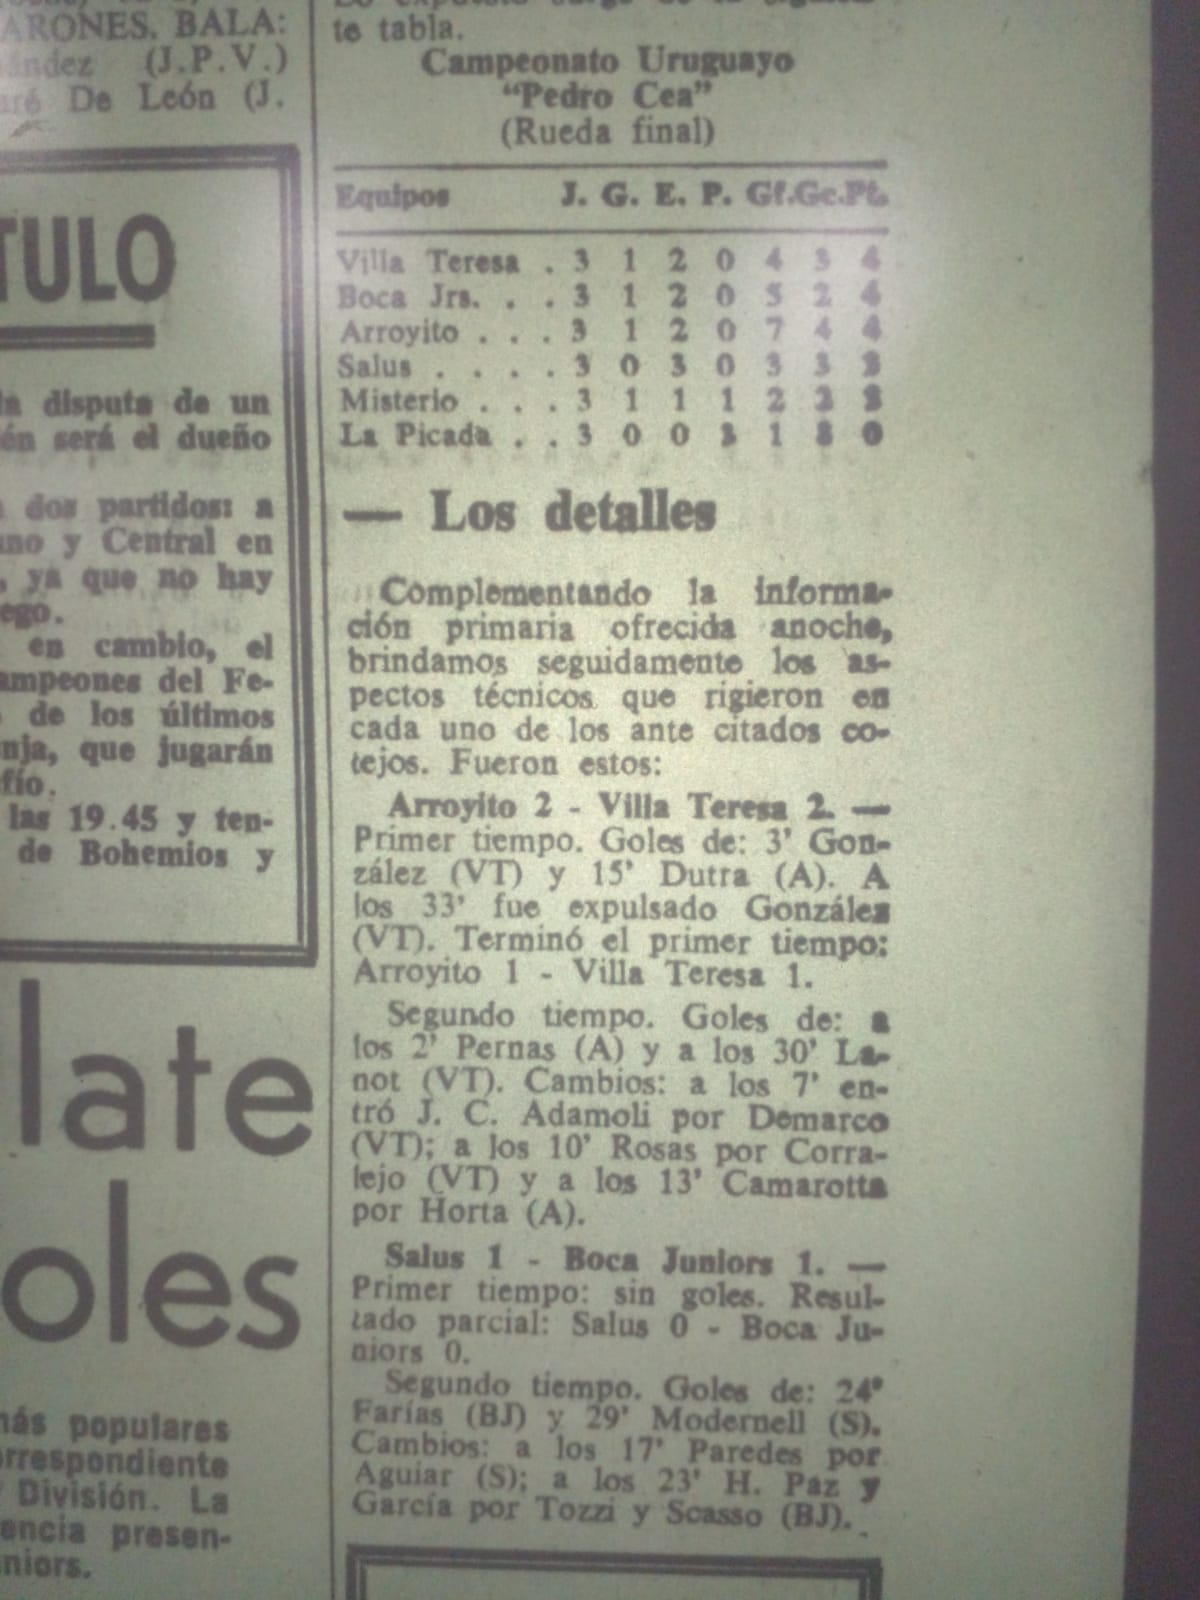 ARONES. BALA:
(J.P.V.)
De León (J.
TULO
la disputa de un
será el dueño
dos partidos: a
y Central en
ya que no hay
en cambio, el
del Fe-
de los últimos
que jugarán
las 19.45 y ten-
de Bohemios y
late
oles
más populares
División. La
te tabla.
Campeonato Uruguayo
"Pedro Cea"
(Rueda final)
Equipos J. G. E. P. Gf.Gc.Pt.
Villa Teresa . 3 1 2 0 4 3 4
Boca Jrs. . . 3 1 2 0 5 2 4
Arroyito . . . 3 1 2 0 7 4 4
Salus . . . . 3 0 3 0 3 3 3
Misterio . . . 3 1 1 1 2 2 3
La Picada . . 3 0 0 3 1 8 0
— Los detalles
Complementando la informa-
ción primaria ofrecida anoche,
brindamos seguidamente los as-
pectos técnicos que rigieron en
cada uno de los ante citados co-
tejos. Fueron estos:
Arroyito 2 - Villa Teresa 2. —
Primer tiempo. Goles de: 3' Gon-
zález (VT) y 15' Dutra (A). A
los 33' fue expulsado González
(VT). Terminó el primer tiempo:
Arroyito 1 - Villa Teresa 1.
Segundo tiempo. Goles de: a
los 2' Pernas (A) y a los 30' La-
not (VT). Cambios: a los 7' en-
tró J. C. Adamoli por Demarco
(VT); a los 10' Rosas por Corra-
lejo (VT) y a los 13' Camarotta
por Horta (A).
Salus 1 - Boca Juniors 1. —
Primer tiempo: sin goles. Resul-
tado parcial: Salus 0 - Boca Ju-
niors 0.
Segundo tiempo. Goles de: 24'
Farías (BJ) y 29' Modernell (S).
Cambios: a los 17' Paredes por
Aguiar (S); a los 23' H. Paz y
García por Tozzi y Scasso (BJ).